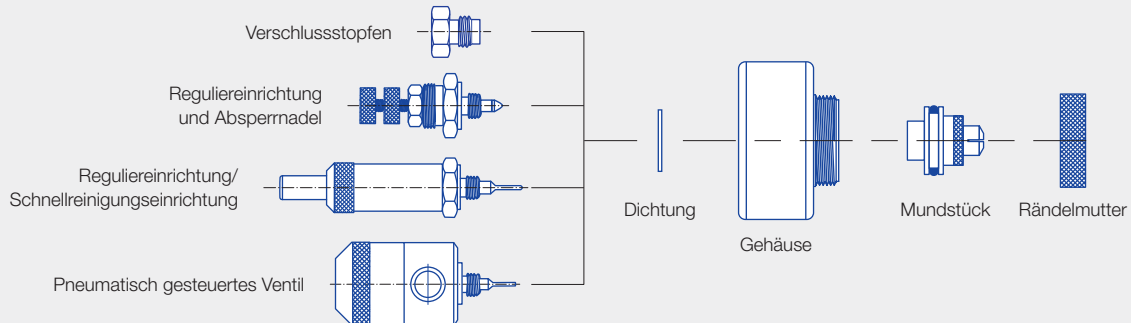 Verschlussstopfen
Reguliereinrichtung
und Absperrnadel
Reguliereinrichtung/
Schnellreinigungseinrichtung
Pneumatisch gesteuertes Ventil
Dichtung
Gehäuse
Mundstück
Rändelmutter